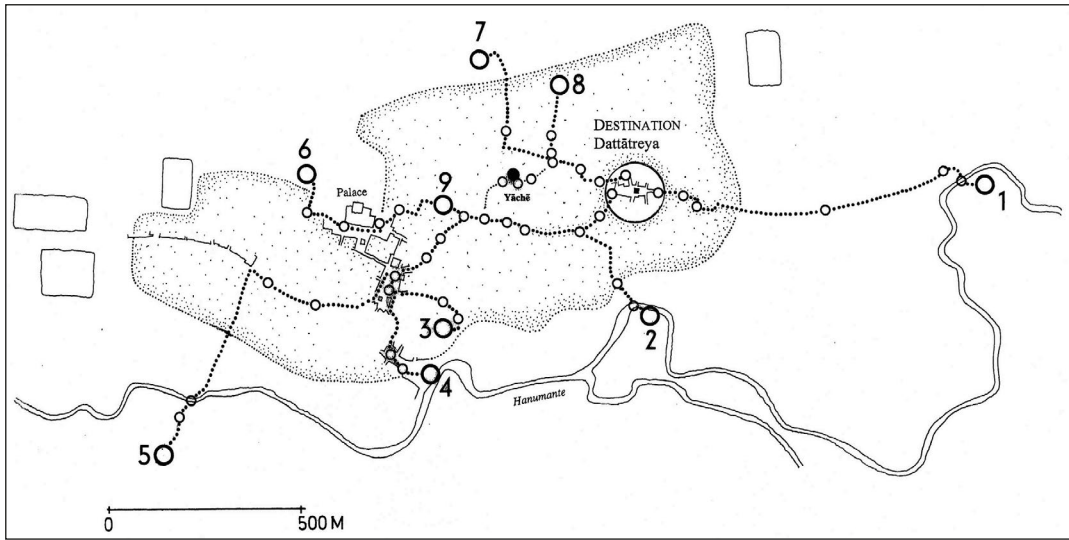 7
8
DESTINATION
Dattātreya
6
9
Palace
Yāchē
1
3
2
4
Hanumante
5
0 500 M